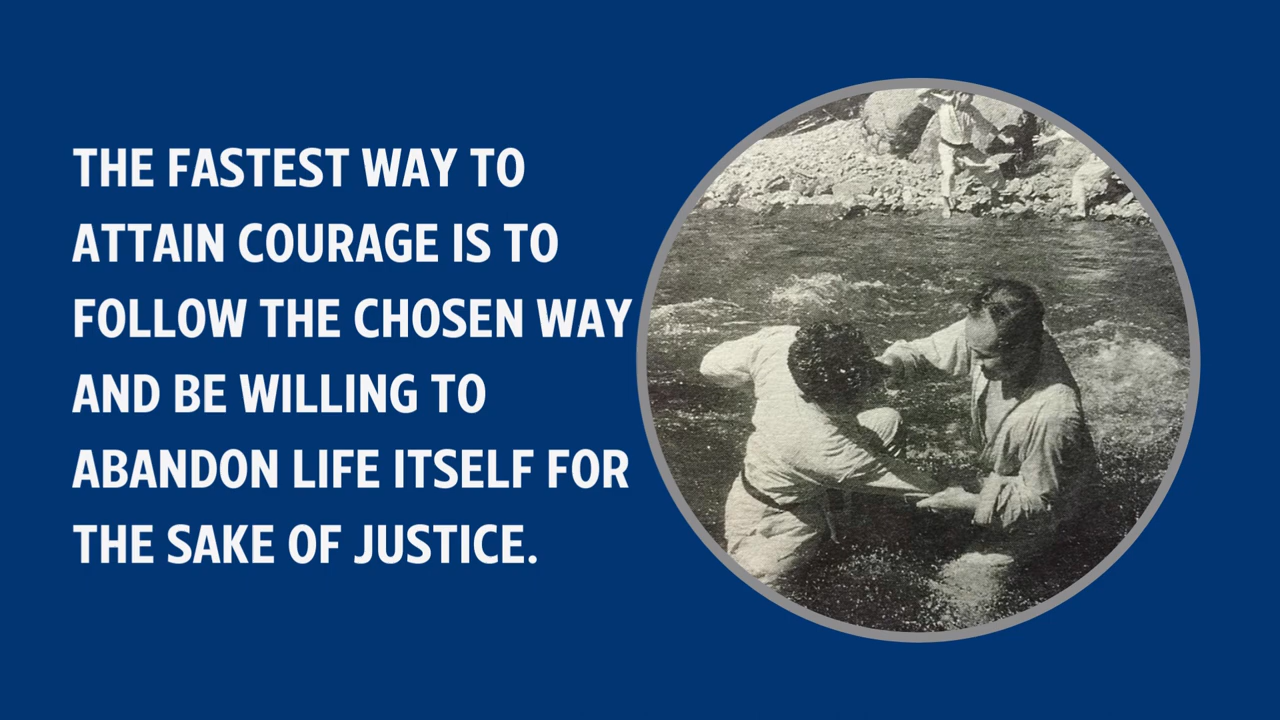 THE FASTEST WAY TO
ATTAIN COURAGE IS TO
FOLLOW THE CHOSEN WAY
AND BE WILLING TO
ABANDON LIFE ITSELF FOR
THE SAKE OF JUSTICE.